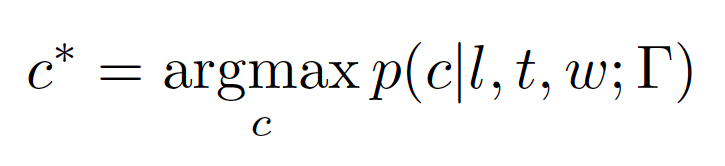 c* = argmax p(c|l, t, w; Γ)
c